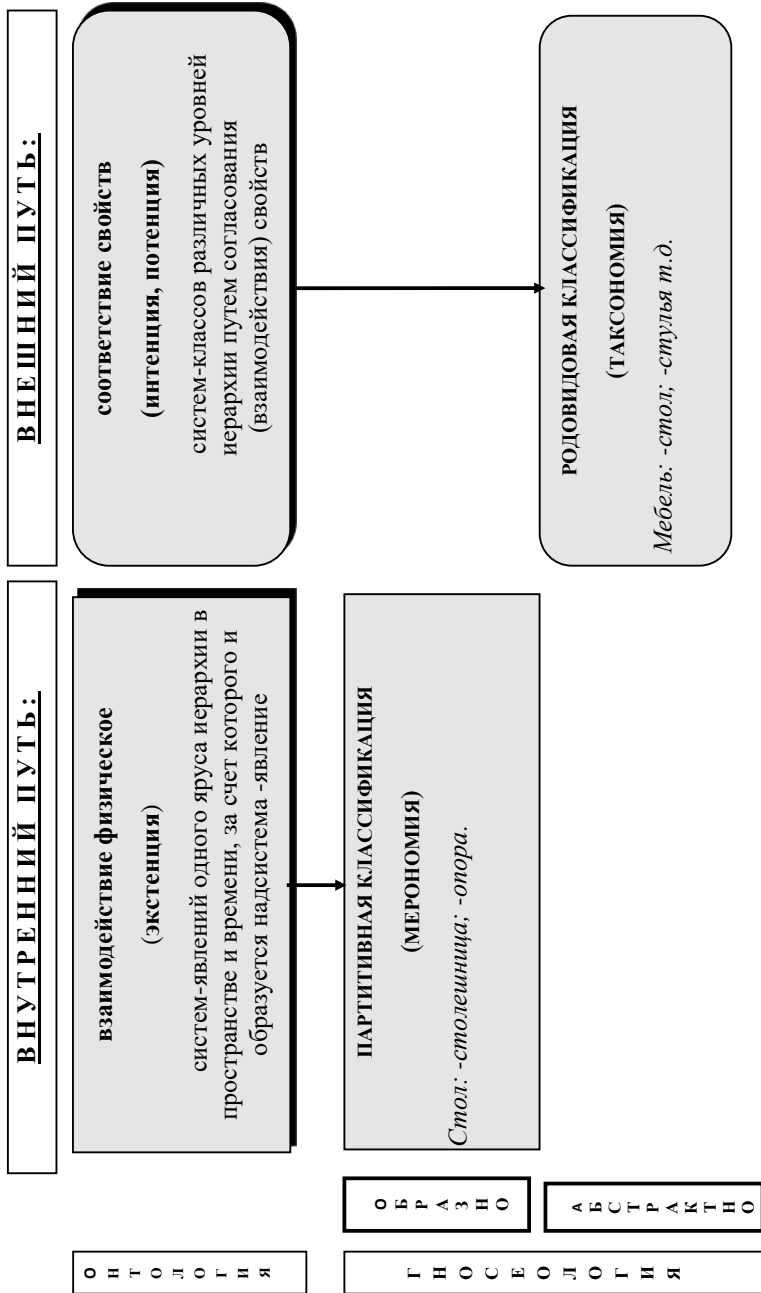 ВНУТРЕННИЙ ПУТЬ:
ВНЕШНИЙ ПУТЬ:
ОНТОЛОГИЯ
взаимодействие физическое
(экстенция)
систем-явлений одного яруса иерархии в
пространстве и времени, за счет которого и
образуется надсистема -явление
соответствие свойств
(интенция, потенция)
систем-классов различных уровней
иерархии путем согласования
(взаимодействия) свойств
ГНОСЕОЛОГИЯ
ОБРАЗНО
ПАРТИТИВНАЯ КЛАССИФИКАЦИЯ
(МЕРОНОМИЯ)
Стол: -столешница; -опора.
АБСТРАКТНО
РОДОВИДОВАЯ КЛАССИФИКАЦИЯ
(ТАКСОНОМИЯ)
Мебель: -стол; -стулья т.д.